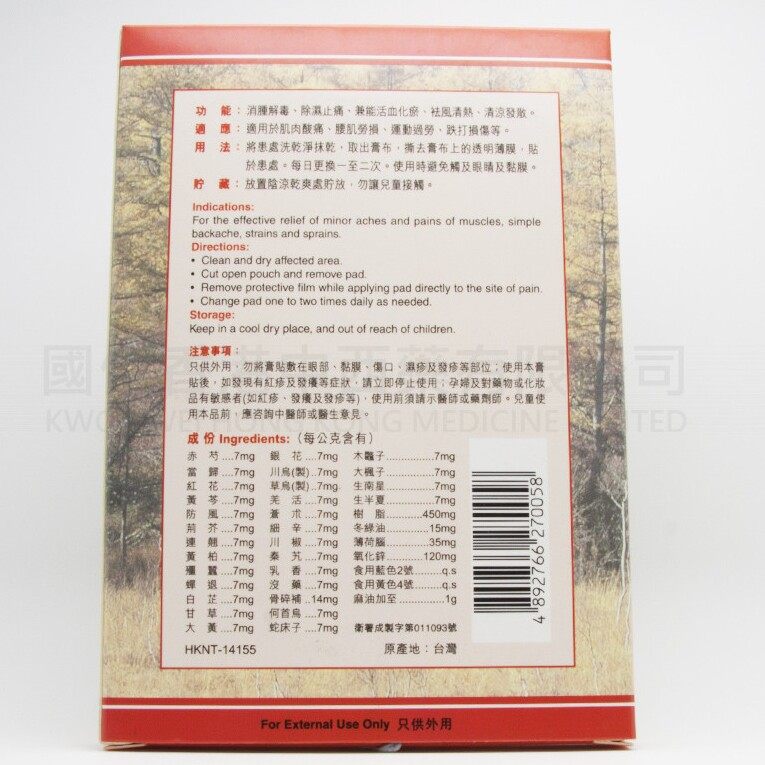 功 能：消腫解毒、除濕止痛、兼能活血化瘀、袪風清熱、清涼發散。
適 應：適用於肌肉酸痛、腰肌勞損、運動過勞、跌打損傷等。
用 法：將患處洗乾淨抹乾，取出膏布，撕去膏布上的透明薄膜，貼
於患處。每日更換一至二次。使用時避免觸及眼睛及黏膜。
貯 藏：放置陰涼乾爽處貯放，勿讓兒童接觸。
Indications:
For the effective relief of minor aches and pains of muscles, simple
backache, strains and sprains.
Directions:
• Clean and dry affected area.
• Cut open pouch and remove pad.
• Remove protective film while applying pad directly to the site of pain.
• Change pad one to two times daily as needed.
Storage:
Keep in a cool dry place, and out of reach of children.
注意事項：
只供外用，勿將膏貼敷在眼部、黏膜、傷口、濕疹及發疹等部位；使用本膏
貼後，如發現有紅疹及發癢等症狀，請立即停止使用；孕婦及對藥物或化妝
品有敏感者(如紅疹、發癢及發疹等)，使用前須請示醫師或藥劑師。兒童使
用本品前，應咨詢中醫師或醫生意見。
成 份 Ingredients:（每公克含有）
赤 芍....7mg 銀 花....7mg 木鱉子...............7mg
當 歸....7mg 川烏(製)..7mg 大楓子...............7mg
紅 花....7mg 草烏(製)..7mg 生南星...............7mg
黃 芩....7mg 羌 活....7mg 生半夏...............7mg
防 風....7mg 蒼 朮....7mg 樹 脂...........450mg
荊 芥....7mg 細 辛....7mg 冬綠油.............15mg
連 翹....7mg 川 椒....7mg 薄荷腦.............35mg
黃 柏....7mg 秦 艽....7mg 氧化鋅...........120mg
殭 蠶....7mg 乳 香....7mg 食用藍色2號........q.s
蟬 退....7mg 沒 藥....7mg 食用黃色4號........q.s
白 芷....7mg 骨碎補..14mg 麻油加至..............1g
甘 草....7mg 何首烏....7mg
大 黃....7mg 蛇床子....7mg 衛署成製字第011093號
HKNT-14155 原產地：台灣
4 892766 270058
For External Use Only 只供外用